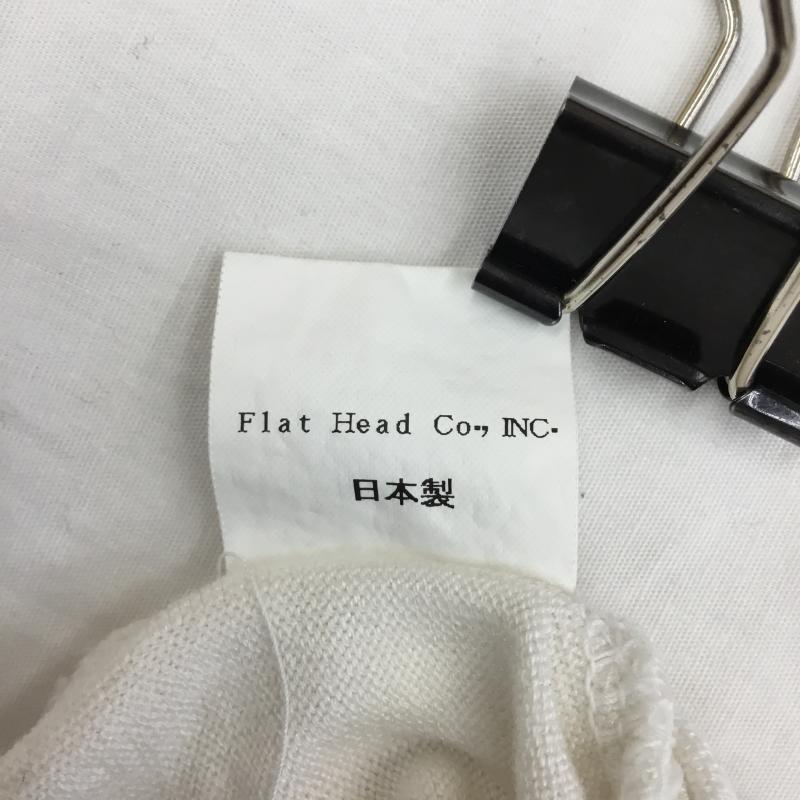 Flat Head Co., INC.
日本製